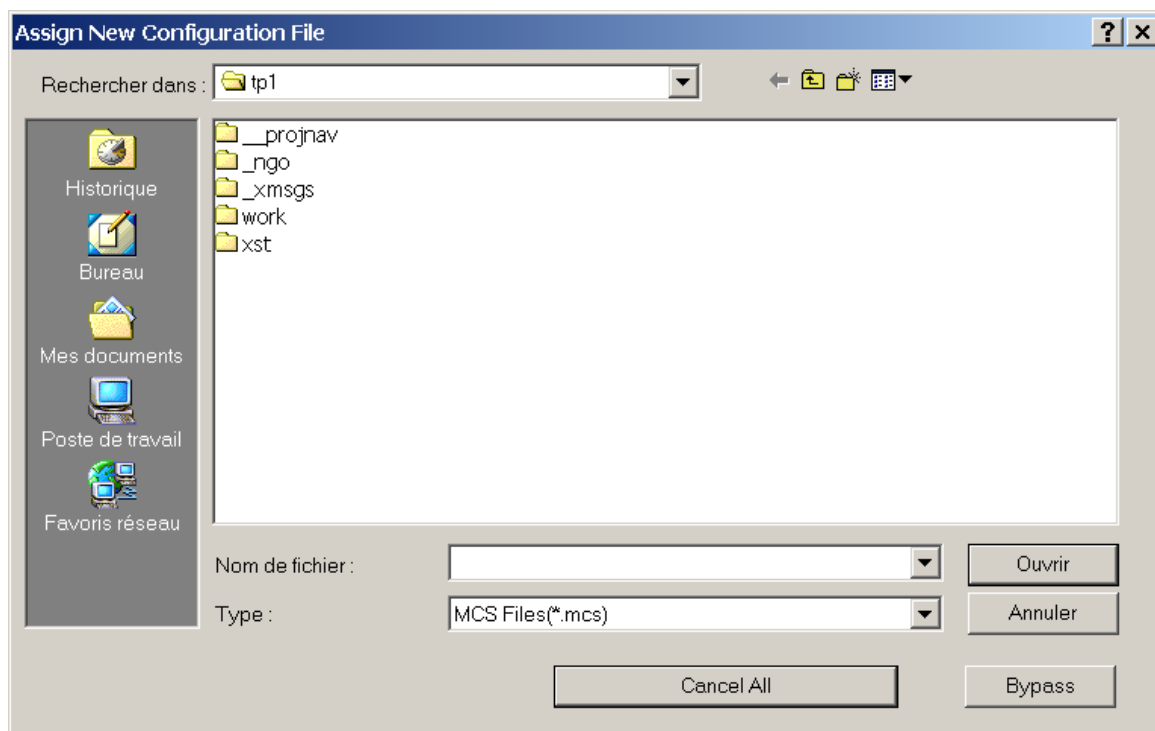 Assign New Configuration File
Rechercher dans : tp1
__projnav
_ngo
_xmsgs
work
xst
Historique
Bureau
Mes documents
Poste de travail
Favoris réseau
Nom de fichier : Ouvrir
Type : MCS Files(*.mcs) Annuler
Cancel All Bypass